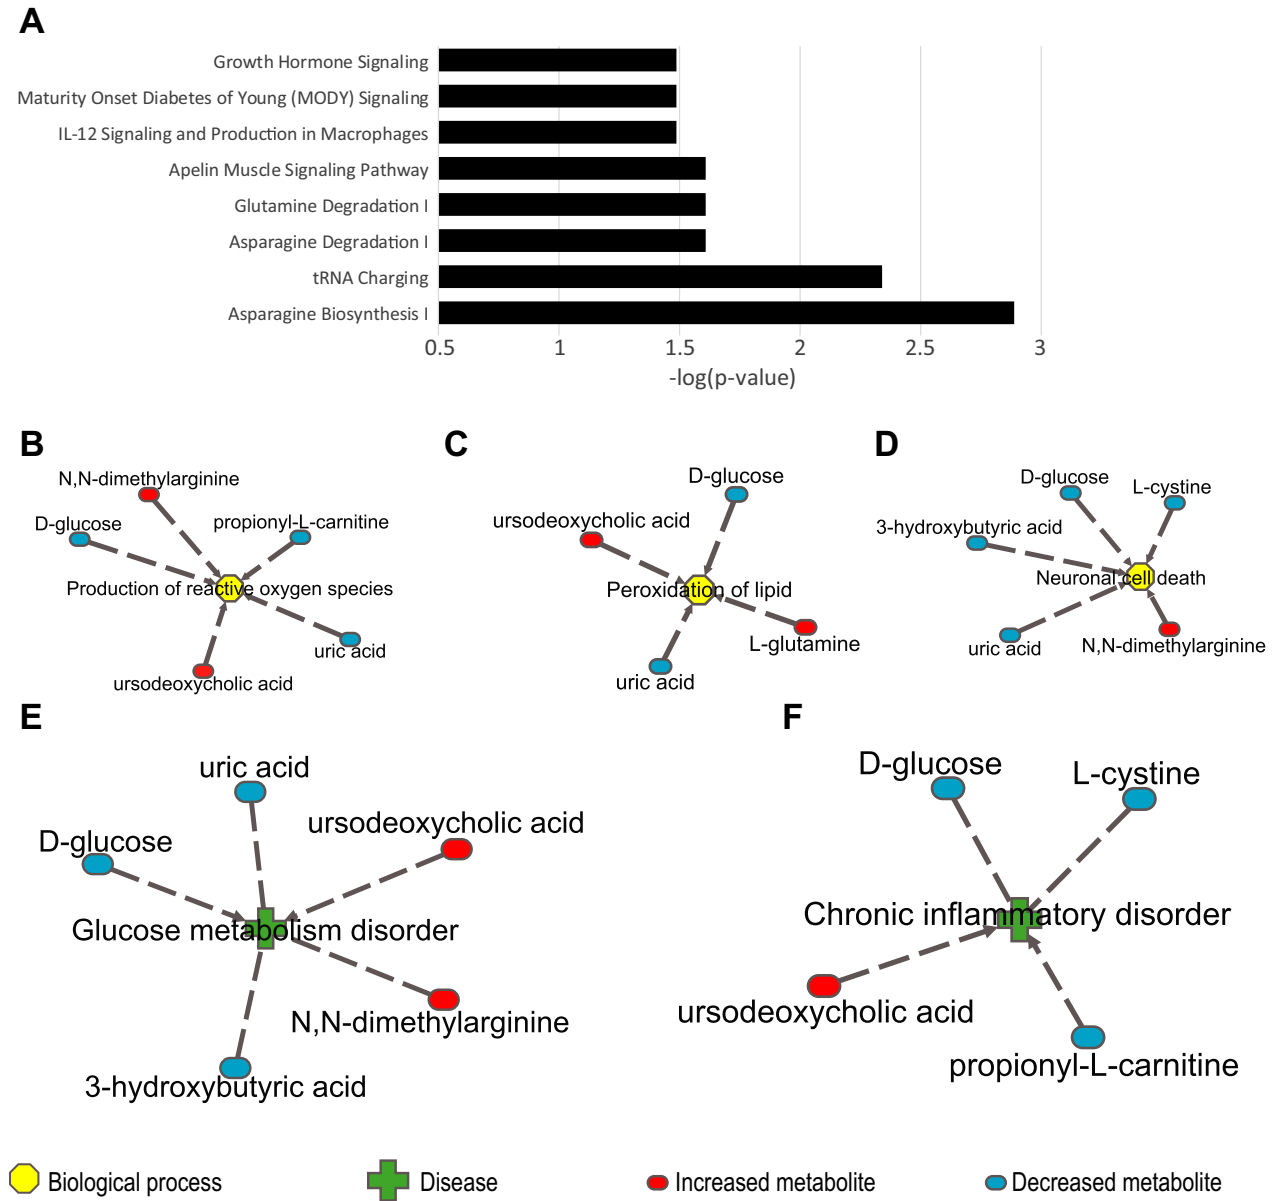 A
Growth Hormone Signaling
Maturity Onset Diabetes of Young (MODY) Signaling
IL-12 Signaling and Production in Macrophages
Apelin Muscle Signaling Pathway
Glutamine Degradation I
Asparagine Degradation I
tRNA Charging
Asparagine Biosynthesis I
0.5 1 1.5 2 2.5 3
-log(p-value)
B
N,N-dimethylarginine
D-glucose
propionyl-L-carnitine
Production of reactive oxygen species
uric acid
ursodeoxycholic acid
C
D-glucose
ursodeoxycholic acid
Peroxidation of lipid
L-glutamine
uric acid
D
D-glucose
L-cystine
3-hydroxybutyric acid
Neuronal cell death
uric acid
N,N-dimethylarginine
E
uric acid
ursodeoxycholic acid
D-glucose
Glucose metabolism disorder
N,N-dimethylarginine
3-hydroxybutyric acid
F
D-glucose
L-cystine
Chronic inflammatory disorder
ursodeoxycholic acid
propionyl-L-carnitine
Biological process
Disease
Increased metabolite
Decreased metabolite